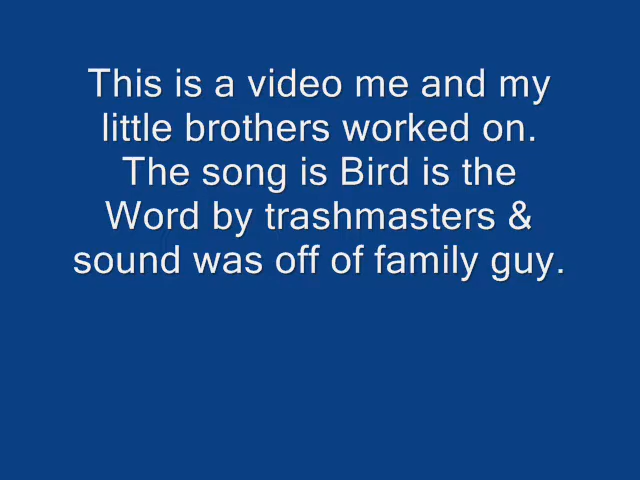 This is a video me and my
little brothers worked on.
The song is Bird is the
Word by trashmasters &
sound was off of family guy.